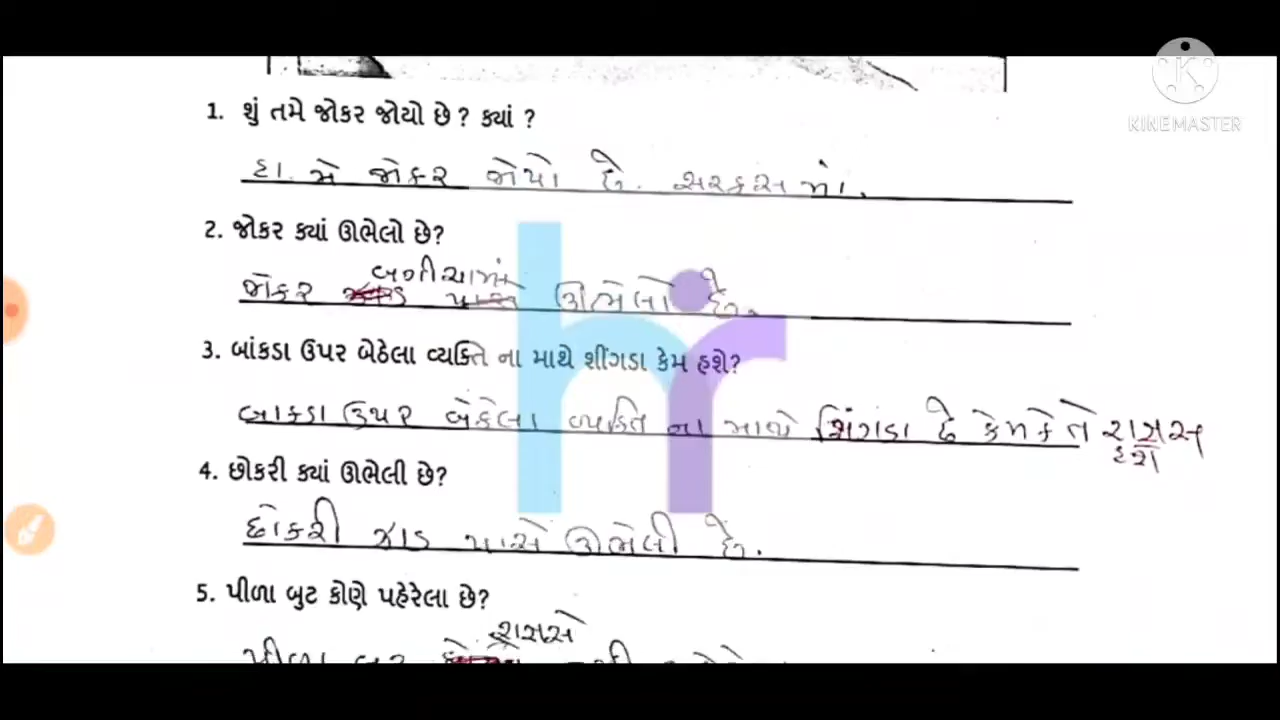 KINEMASTER
1. શું તમે જોકર જોયો છે? ક્યાં ?
હા. મે જોકર જોયો છે. સરકસમાં.
2. જોકર ક્યાં ઊભેલો છે?
બગીચામાં
જોકર ઊભેલો છે.
3. બાંકડા ઉપર બેઠેલા વ્યક્તિ ના માથે શીંગડા કેમ હશે?
બાકડા ઉપર બેઠેલા વ્યક્તિ ના માથે શિંગડા છે કેમકે તે રાક્ષસ
હશે
4. છોકરી ક્યાં ઊભેલી છે?
છોકરી ઝાડ પાસે ઊભેલી છે.
5. પીળા બુટ કોણે પહેરેલા છે?
પીળા બુટ
hr